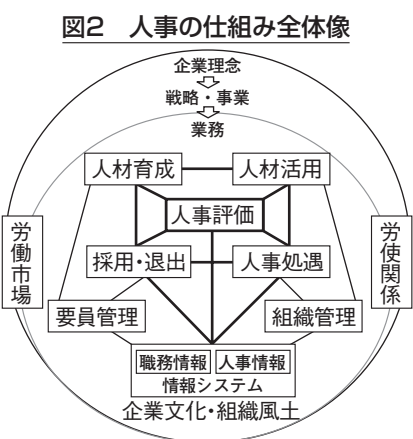 図2 人事の仕組み全体像
企業理念
戦略・事業
業務
人材育成
人材活用
人事評価
労働市場
労使関係
採用・退出
人事処遇
要員管理
組織管理
職務情報
人事情報
情報システム
企業文化・組織風土